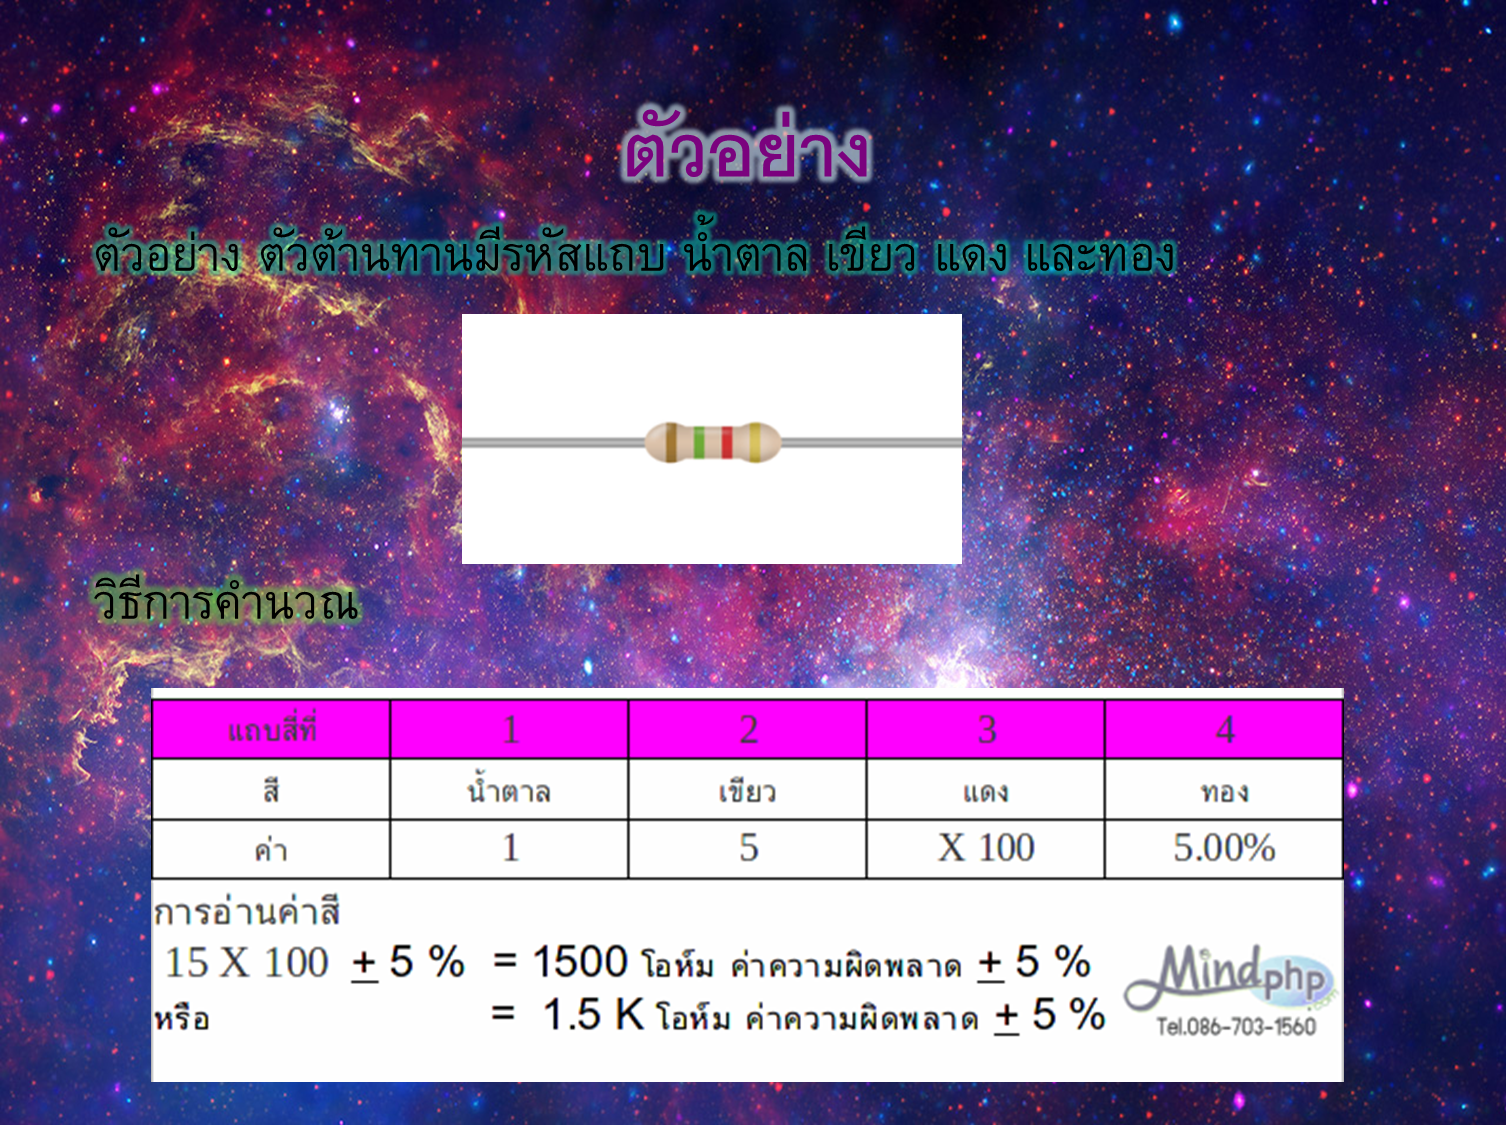 ตัวอย่าง
ตัวอย่าง ตัวต้านทานมีรหัสแถบ น้ำตาล เขียว แดง และทอง
วิธีการคำนวณ
แถบสี่ที่ 1 2 3 4
สี น้ำตาล เขียว แดง ทอง
ค่า 1 5 X 100 5.00%
การอ่านค่าสี
15 X 100 ± 5 % = 1500 โอห์ม ค่าความผิดพลาด ± 5 %
หรือ = 1.5 K โอห์ม ค่าความผิดพลาด ± 5 %
Mindphp.com
Tel.086-703-1560